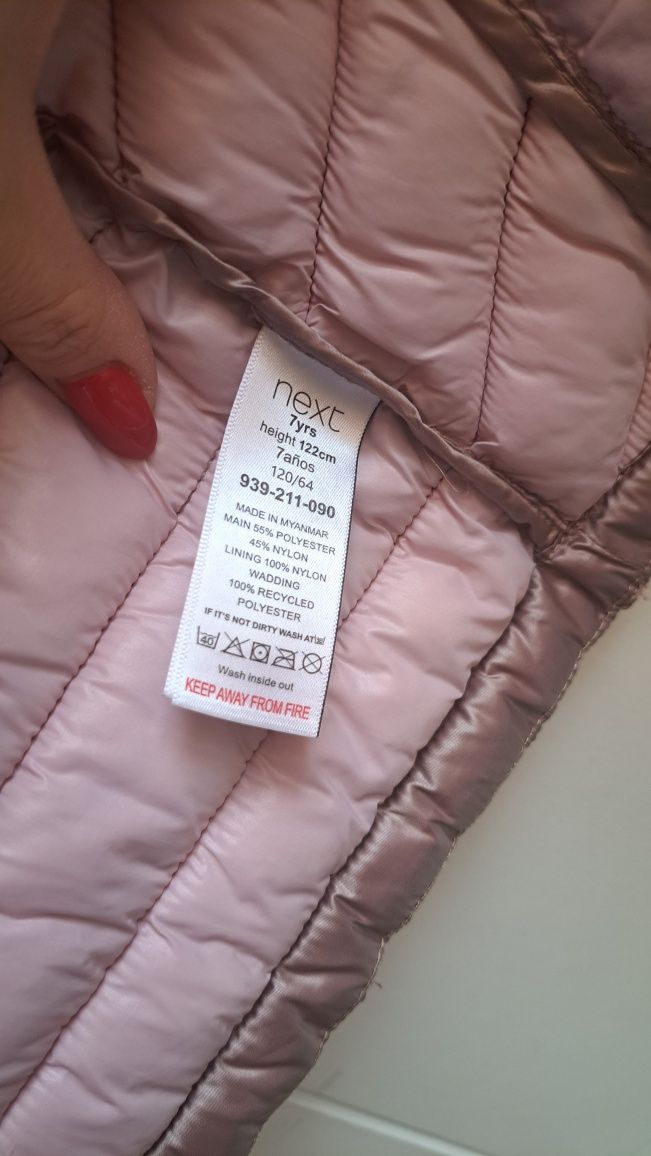 next
7yrs
height 122cm
7años
120/64
939-211-090
MADE IN MYANMAR
MAIN 55% POLYESTER
45% NYLON
LINING 100% NYLON
WADDING
100% RECYCLED
POLYESTER
IF IT'S NOT DIRTY WASH AT
40
Wash inside out
KEEP AWAY FROM FIRE